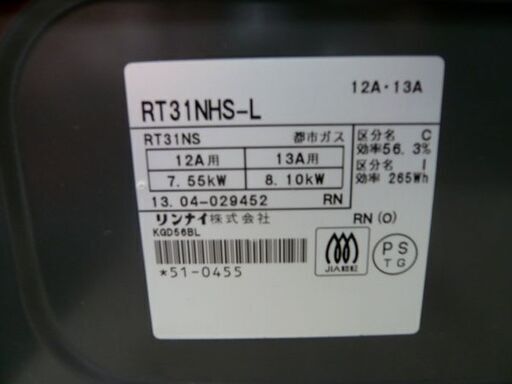 12A・13A
RT31NHS-L
RT31NS 都市ガス
12A用 13A用
7.55kW 8.10kW
区分名 C
効率56.3%
区分名 I
効率 265Wh
13.04-029452 RN
リンナイ株式会社 RN(O)
KGD56BL
*51-0455
JIA認証
PS
TG